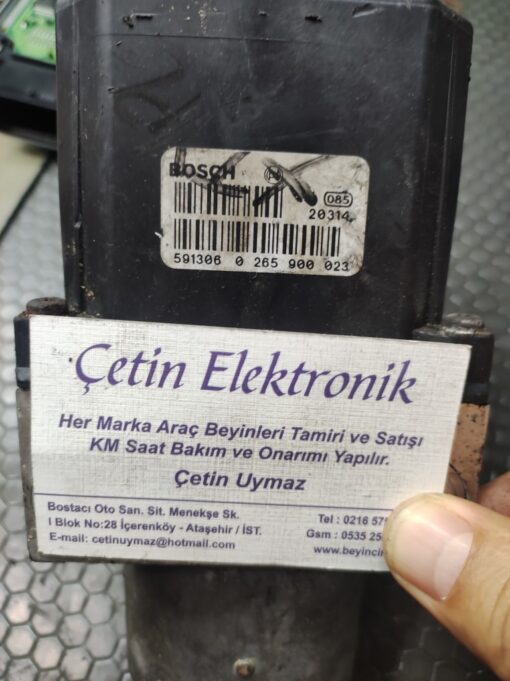 BOSCH
085
20314
591306 0 265 900 023
Çetin Elektronik
Her Marka Araç Beyinleri Tamiri ve Satışı
KM Saat Bakım ve Onarımı Yapılır.
Çetin Uymaz
Bostacı Oto San. Sit. Menekşe Sk.
I Blok No:28 İçerenköy - Ataşehir / İST.
E-mail: cetinuymaz@hotmail.com
Tel : 0216
Gsm : 0535
www.beyinci